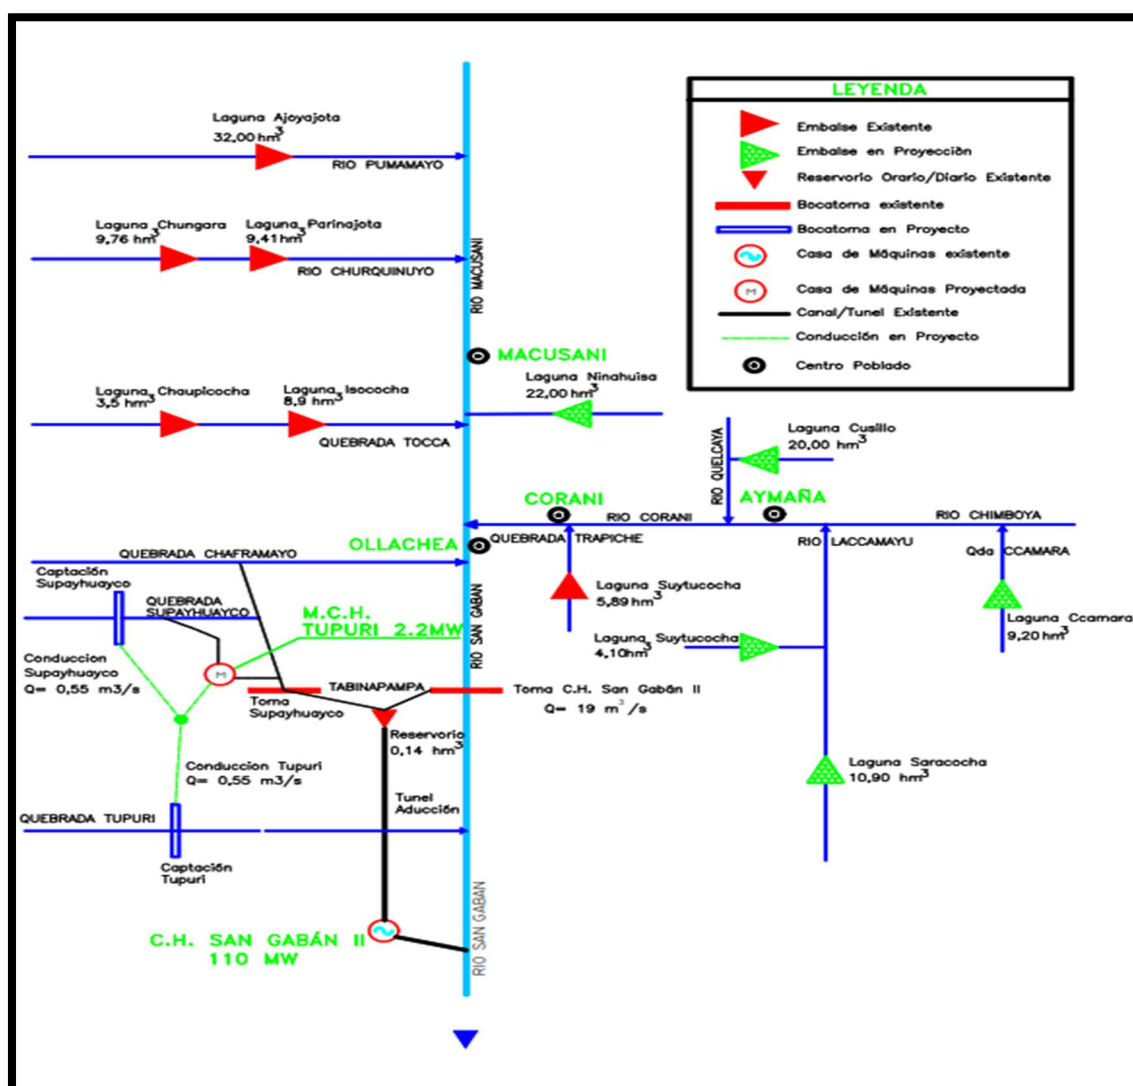 Laguna Ajoyajota
32,00 hm3
RIO PUMAMAYO
Laguna Chungara
9,76 hm3
Laguna Parinajota
9,41 hm3
RIO CHURQUINUYO
RIO MACUSANI
MACUSANI
Laguna Chaupicocha
3,5 hm3
Laguna Isococha
8,9 hm3
QUEBRADA TOCCA
Laguna Ninahuisa
22,00 hm3
LEYENDA
Embalse Existente
Embalse en Proyección
Reservorio Orario/Diario Existente
Bocatoma existente
Bocatoma en Proyecto
Casa de Máquinas existente
M
Casa de Máquinas Proyectada
Canal/Tunel Existente
Conducción en Proyecto
Centro Poblado
Laguna Cusillo
20,00 hm3
RIO QUELCAYA
CORANI
AYMAÑA
RIO CORANI
RIO CHIMBOYA
OLLACHEA
QUEBRADA TRAPICHE
RIO LACCAMAYU
Qda CCAMARA
QUEBRADA CHAFRAMAYO
Captación
Supayhuayco
QUEBRADA
SUPAYHUAYCO
M.C.H.
TUPURI 2.2MW
RIO SAN GABAN
Laguna Suytucocha
5,89 hm3
Laguna Suytucocha
4,10hm3
Laguna Ccamara
9,20 hm3
Conduccion
Supayhuayco
Q= 0,55 m3/s
M
TABINAPAMPA
Toma
Supayhuayco
Toma C.H. San Gabán II
Q= 19 m3/s
Reservorio
0,14 hm3
Conduccion Tupuri
Q= 0,55 m3/s
Tunel
Aducción
Laguna Saracocha
10,90 hm3
QUEBRADA TUPURI
Captación
Tupuri
C.H. SAN GABÁN II
110 MW
RIO SAN GABAN